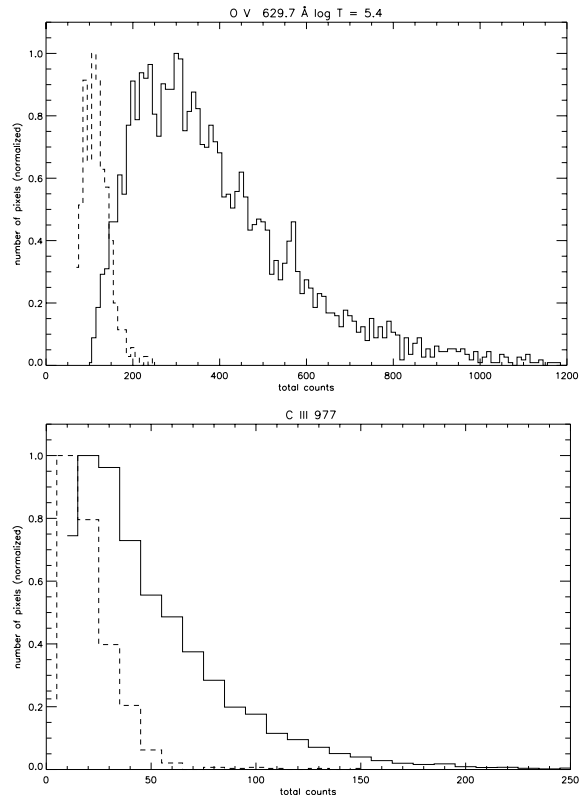 O V 629.7 Å log T = 5.4
1.0
0.8
0.6
0.4
0.2
0.0
number of pixels (normalized)
0 200 400 600 800 1000 1200
total counts
C III 977
1.0
0.8
0.6
0.4
0.2
0.0
number of pixels (normalized)
0 50 100 150 200 250
total counts